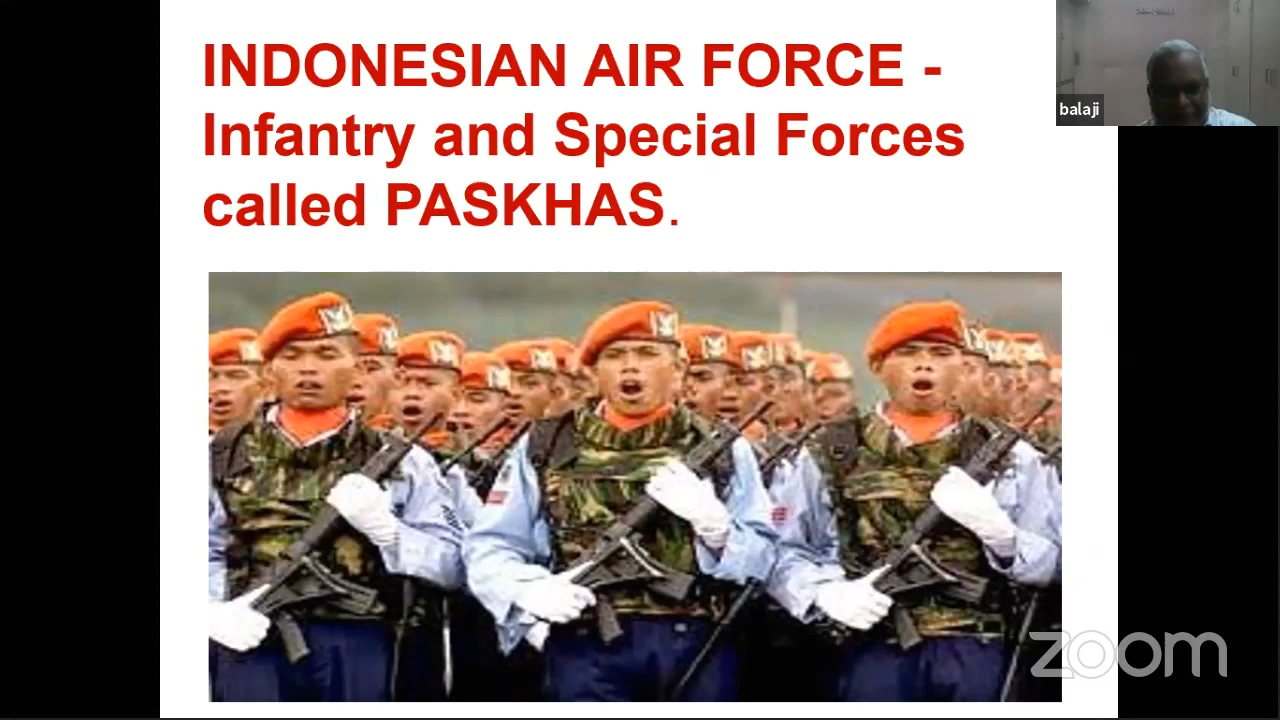 INDONESIAN AIR FORCE -
Infantry and Special Forces
called PASKHAS.
balaji
zoom